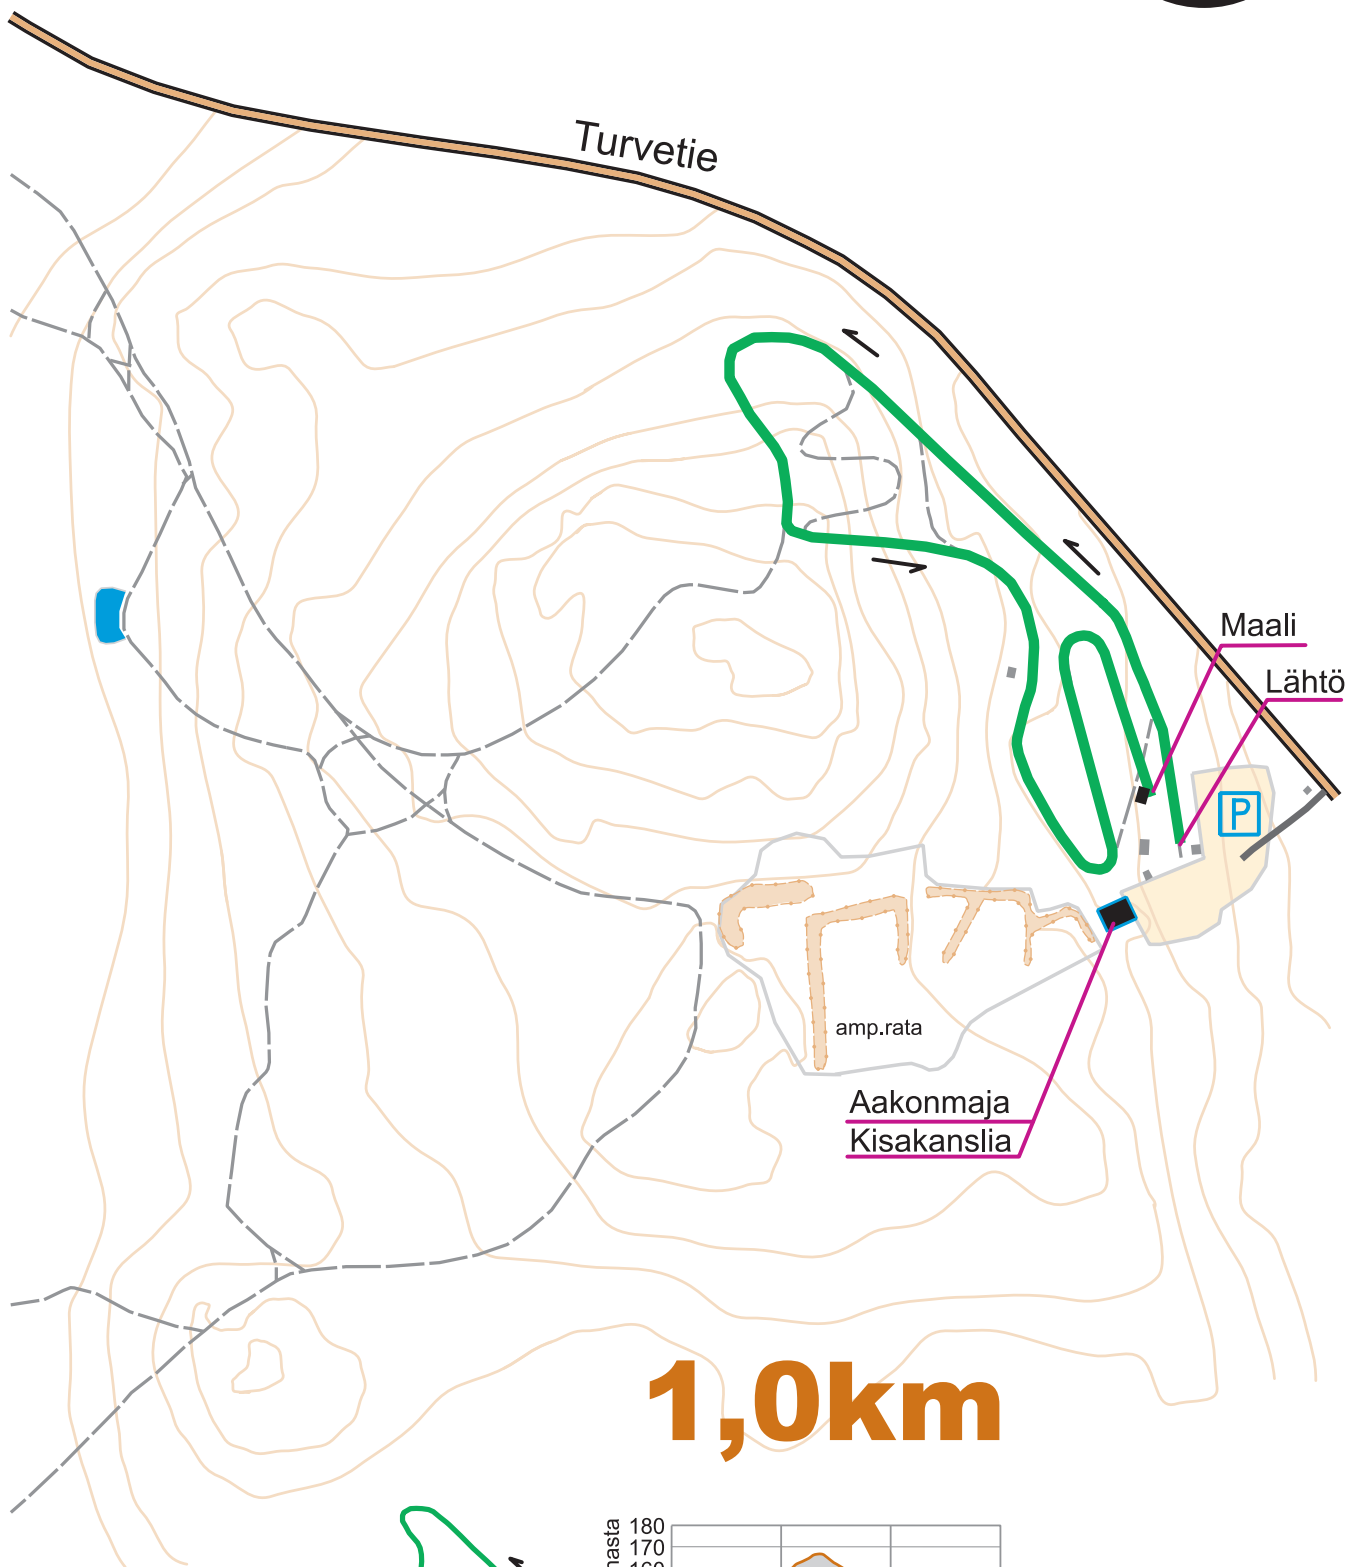 Turvetie
Maali
Lähtö
P
amp.rata
Aakonmaja
Kisakanslia
1,0km
180
170